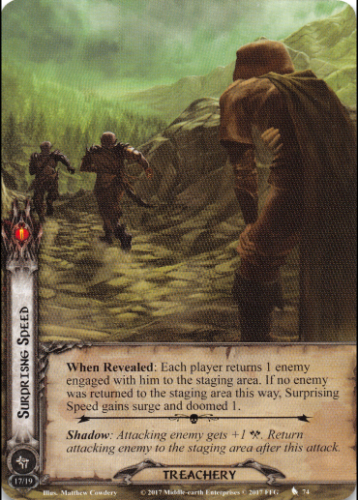 SURPRISNG SPEED
When Revealed: Each player returns 1 enemy
engaged with him to the staging area. If no enemy
was returned to the staging area this way, Surprising
Speed gains surge and doomed 1.
Shadow: Attacking enemy gets +1 . Return
attacking enemy to the staging area after this attack.
17/19
TREACHERY
Illus. Matthew Cowdery © 2017 Middle-earth Enterprises © 2017 FFG 74